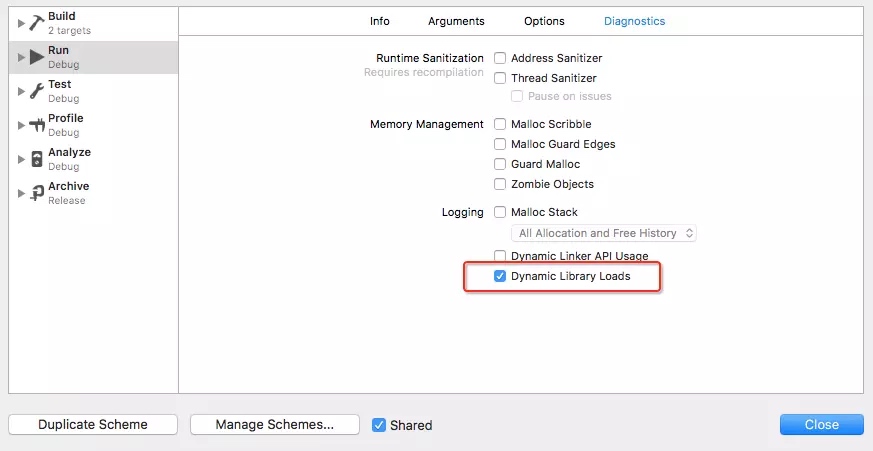 Build
2 targets
Run
Debug
Test
Debug
Profile
Debug
Analyze
Debug
Archive
Release
Info Arguments Options Diagnostics
Runtime Sanitization Address Sanitizer
Requires recompilation Thread Sanitizer
Pause on issues
Memory Management Malloc Scribble
Malloc Guard Edges
Guard Malloc
Zombie Objects
Logging Malloc Stack
All Allocation and Free History
Dynamic Linker API Usage
Dynamic Library Loads
Duplicate Scheme Manage Schemes... Shared Close